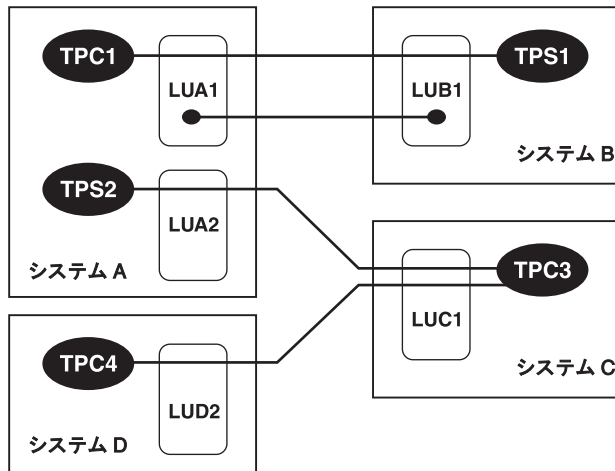 TPC1
LUA1
TPS2
LUA2
システム A
LUB1
TPS1
システム B
LUC1
TPC3
システム C
TPC4
LUD2
システム D